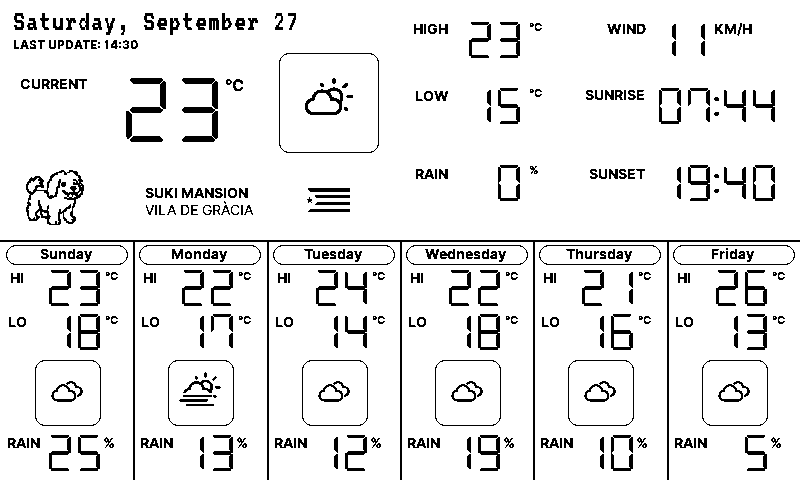 Saturday, September 27
LAST UPDATE: 14:30
CURRENT 23 °C
HIGH 23 °C
WIND 11 KM/H
LOW 15 °C
SUNRISE 07:44
RAIN 0 %
SUNSET 19:40
SUKI MANSION
VILA DE GRÀCIA
Sunday
HI 23 °C
LO 18 °C
RAIN 25 %
Monday
HI 22 °C
LO 17 °C
RAIN 13 %
Tuesday
HI 24 °C
LO 14 °C
RAIN 12 %
Wednesday
HI 22 °C
LO 18 °C
RAIN 19 %
Thursday
HI 21 °C
LO 16 °C
RAIN 10 %
Friday
HI 26 °C
LO 13 °C
RAIN 5 %